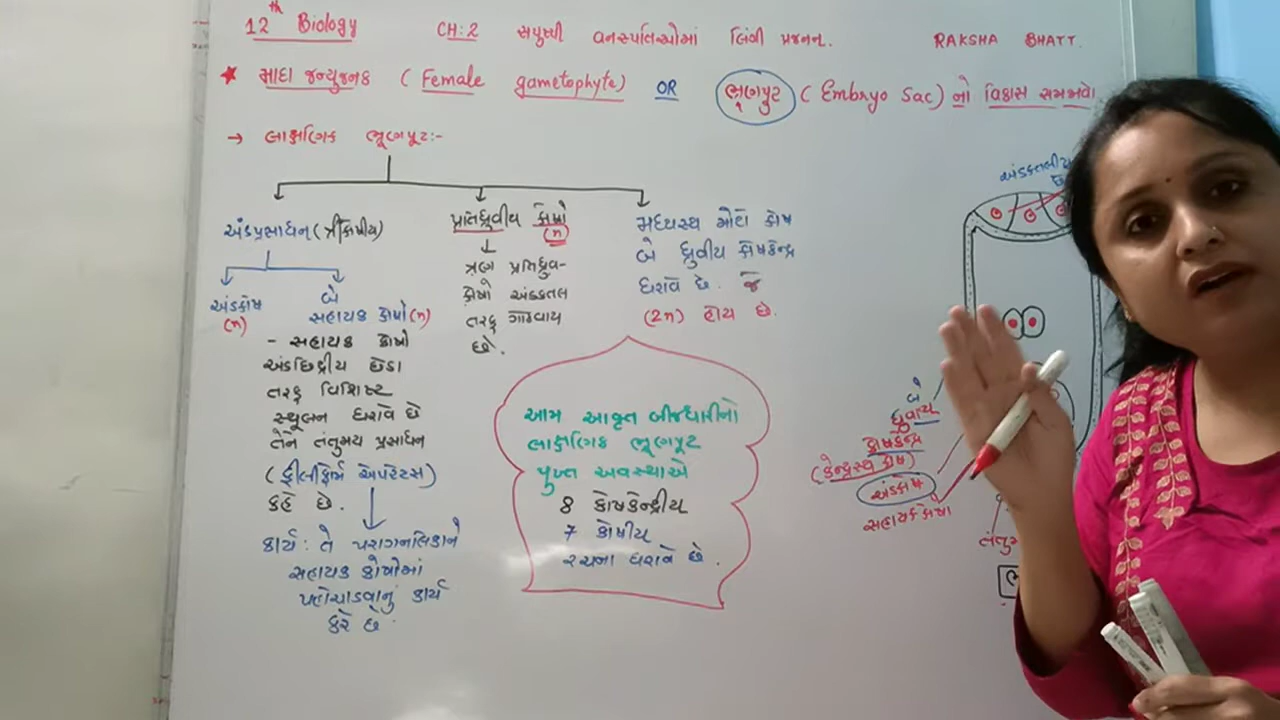 12th Biology CH:2 સપુષ્પી વનસ્પતિઓમાં લિંગી પ્રજનન. RAKSHA BHATT.
★ માદા જન્યુજનક (Female gametophyte) OR ભ્રૂણપુટ (Embryo Sac) નો વિકાસ સમજાવો
→ લાક્ષણિક ભ્રૂણપૂટ:-
અંડપ્રસાધન (ત્રીકોષીય)
અંડકોષ
(n)
બે
સહાયક કોષો (n)
- સહાયક કોષો
અંડછિદ્રીય છેડા
તરફ વિશિષ્ટ
સ્થૂલન ધરાવે છે
તેને તંતુમય પ્રસાધન
(ફીલીફોર્મ એપરેટસ)
કહે છે.
કાર્ય: તે પરાગનલિકાને
સહાયક કોષોમાં
પહોચાડવાનું કાર્ય
કરે છે.
પ્રતિધ્રુવીય કોષો
(n)
ત્રણ પ્રતિધ્રુવ-
કોષો અંડકતલ
તરફ ગોઠવાય
છે.
મધ્યસ્થ મોટો કોષ
બે ધ્રુવીય કોષકેન્દ્ર
ધરાવે છે. જે
(2n) હોય છે.
આમ આવૃત બીજધારીનો
લાક્ષણિક ભ્રૂણપૂટ
પુખ્ત અવસ્થાએ
8 કોષકેન્દ્રીય
7 કોષીય
રચના ધરાવે છે.
અંડકતલીય
છે
બે
ધ્રુવીય
કોષકેન્દ્ર
(કેન્દ્રસ્થ કોષ)
અંડકોષ
સહાયકકોષો